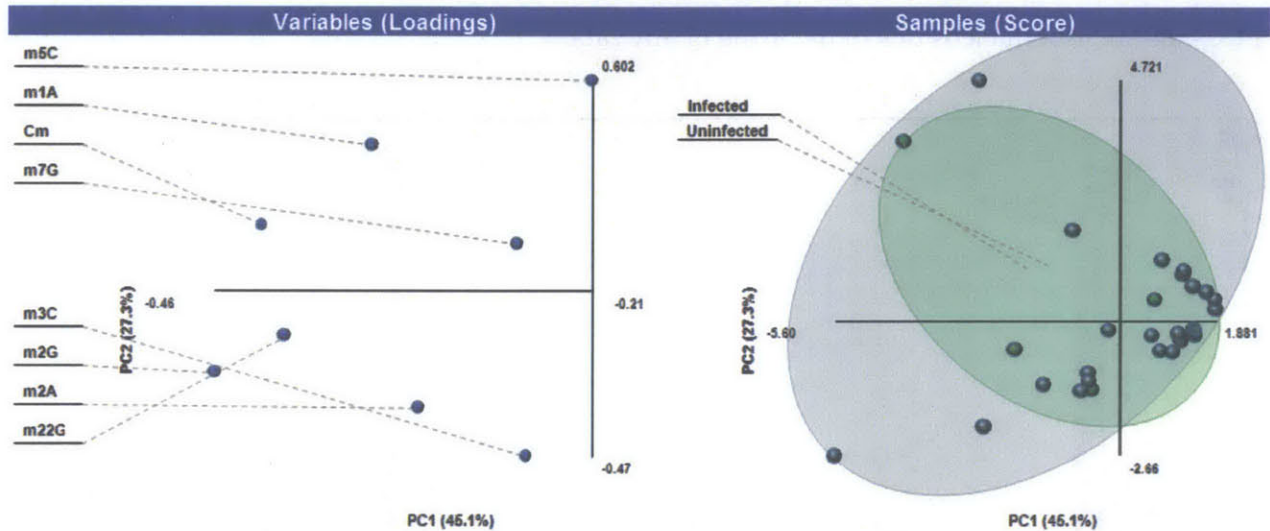 Variables (Loadings)
m5C
m1A
Cm
m7G
m3C
m2G
m2A
m22G
0.602
-0.46
-0.21
-0.47
PC2 (27.3%)
PC1 (45.1%)
Samples (Score)
Infected
Uninfected
4.721
-5.60
1.881
-2.66
PC2 (27.3%)
PC1 (45.1%)